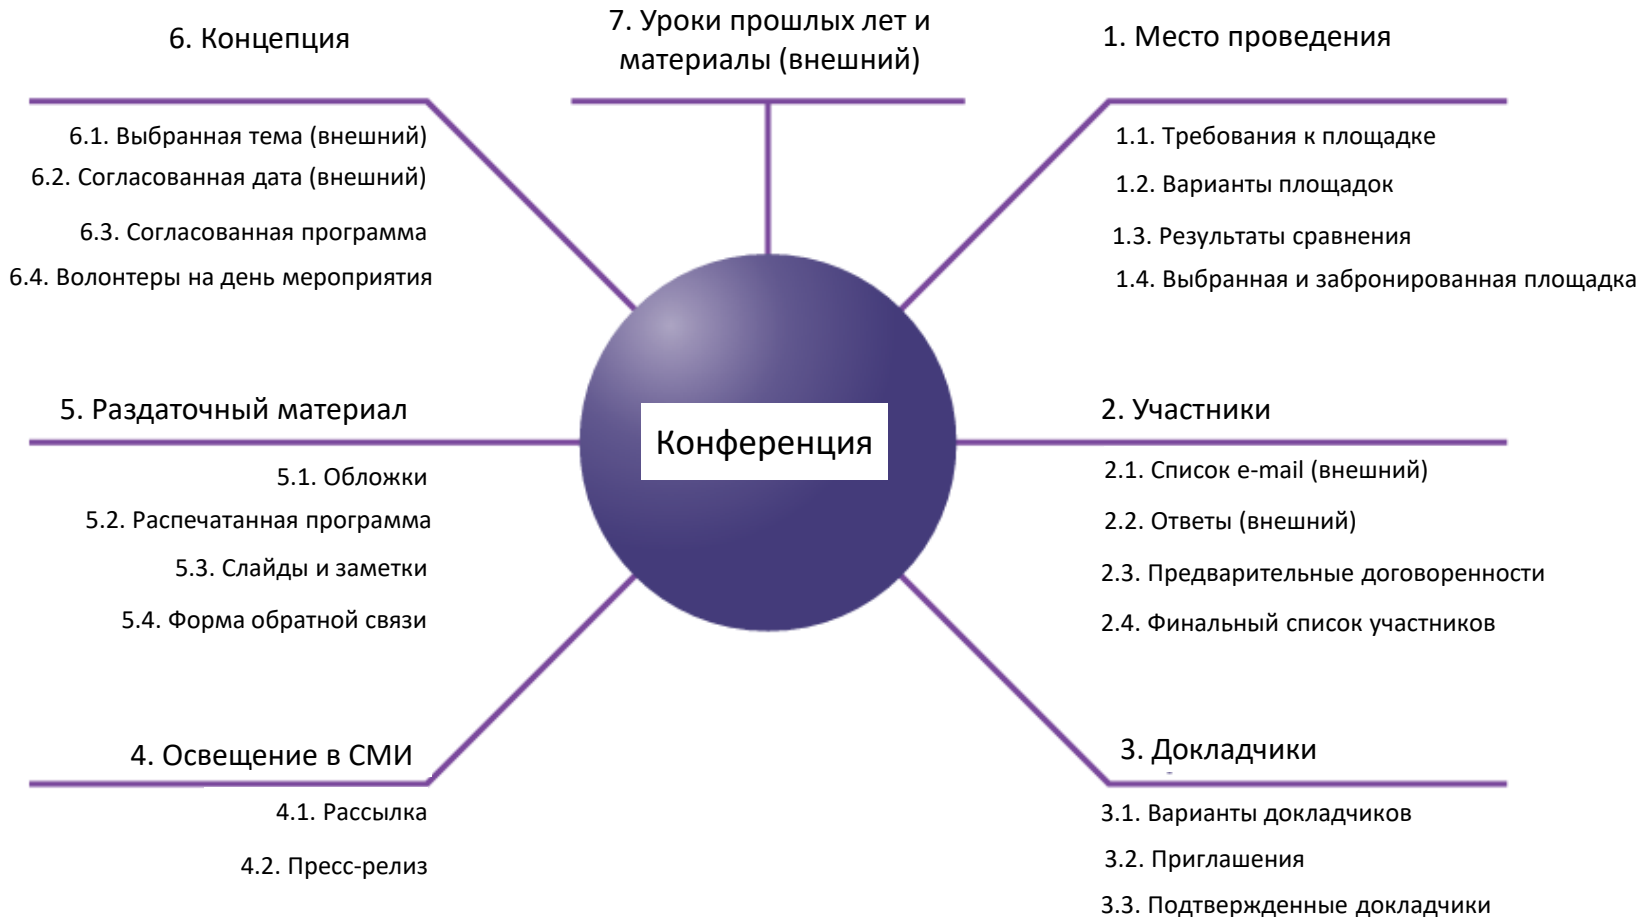 6. Концепция
6.1. Выбранная тема (внешний)
6.2. Согласованная дата (внешний)
6.3. Согласованная программа
6.4. Волонтеры на день мероприятия
7. Уроки прошлых лет и
материалы (внешний)
1. Место проведения
1.1. Требования к площадке
1.2. Варианты площадок
1.3. Результаты сравнения
1.4. Выбранная и забронированная площадка
5. Раздаточный материал
5.1. Обложки
5.2. Распечатанная программа
5.3. Слайды и заметки
5.4. Форма обратной связи
Конференция
2. Участники
2.1. Список e-mail (внешний)
2.2. Ответы (внешний)
2.3. Предварительные договоренности
2.4. Финальный список участников
4. Освещение в СМИ
4.1. Рассылка
4.2. Пресс-релиз
3. Докладчики
3.1. Варианты докладчиков
3.2. Приглашения
3.3. Подтвержденные докладчики